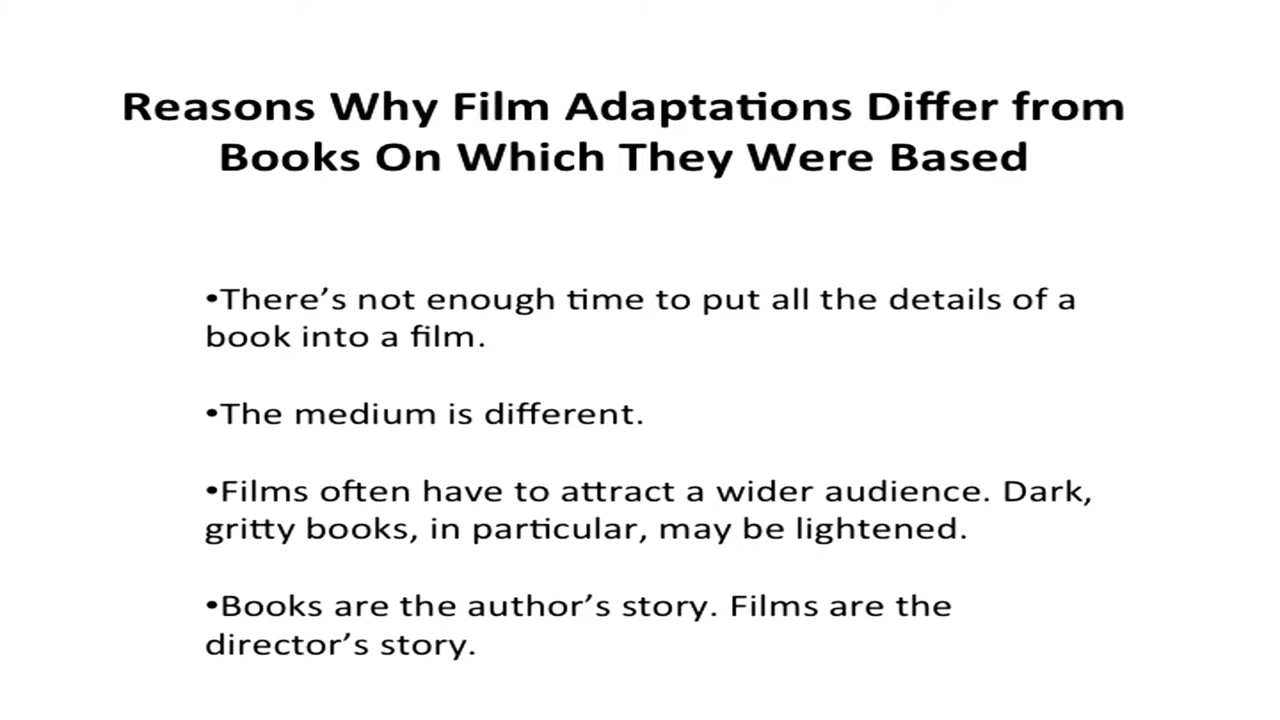 Reasons Why Film Adaptations Differ from
Books On Which They Were Based
•There’s not enough time to put all the details of a
book into a film.
•The medium is different.
•Films often have to attract a wider audience. Dark,
gritty books, in particular, may be lightened.
•Books are the author’s story. Films are the
director’s story.